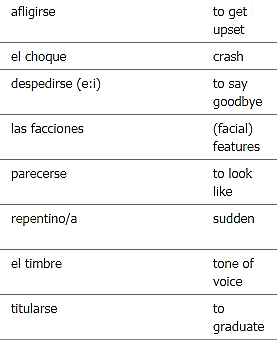 afligirse to get
upset
el choque crash
despedirse (e:i) to say
goodbye
las facciones (facial)
features
parecerse to look
like
repentino/a sudden
el timbre tone of
voice
titularse to
graduate